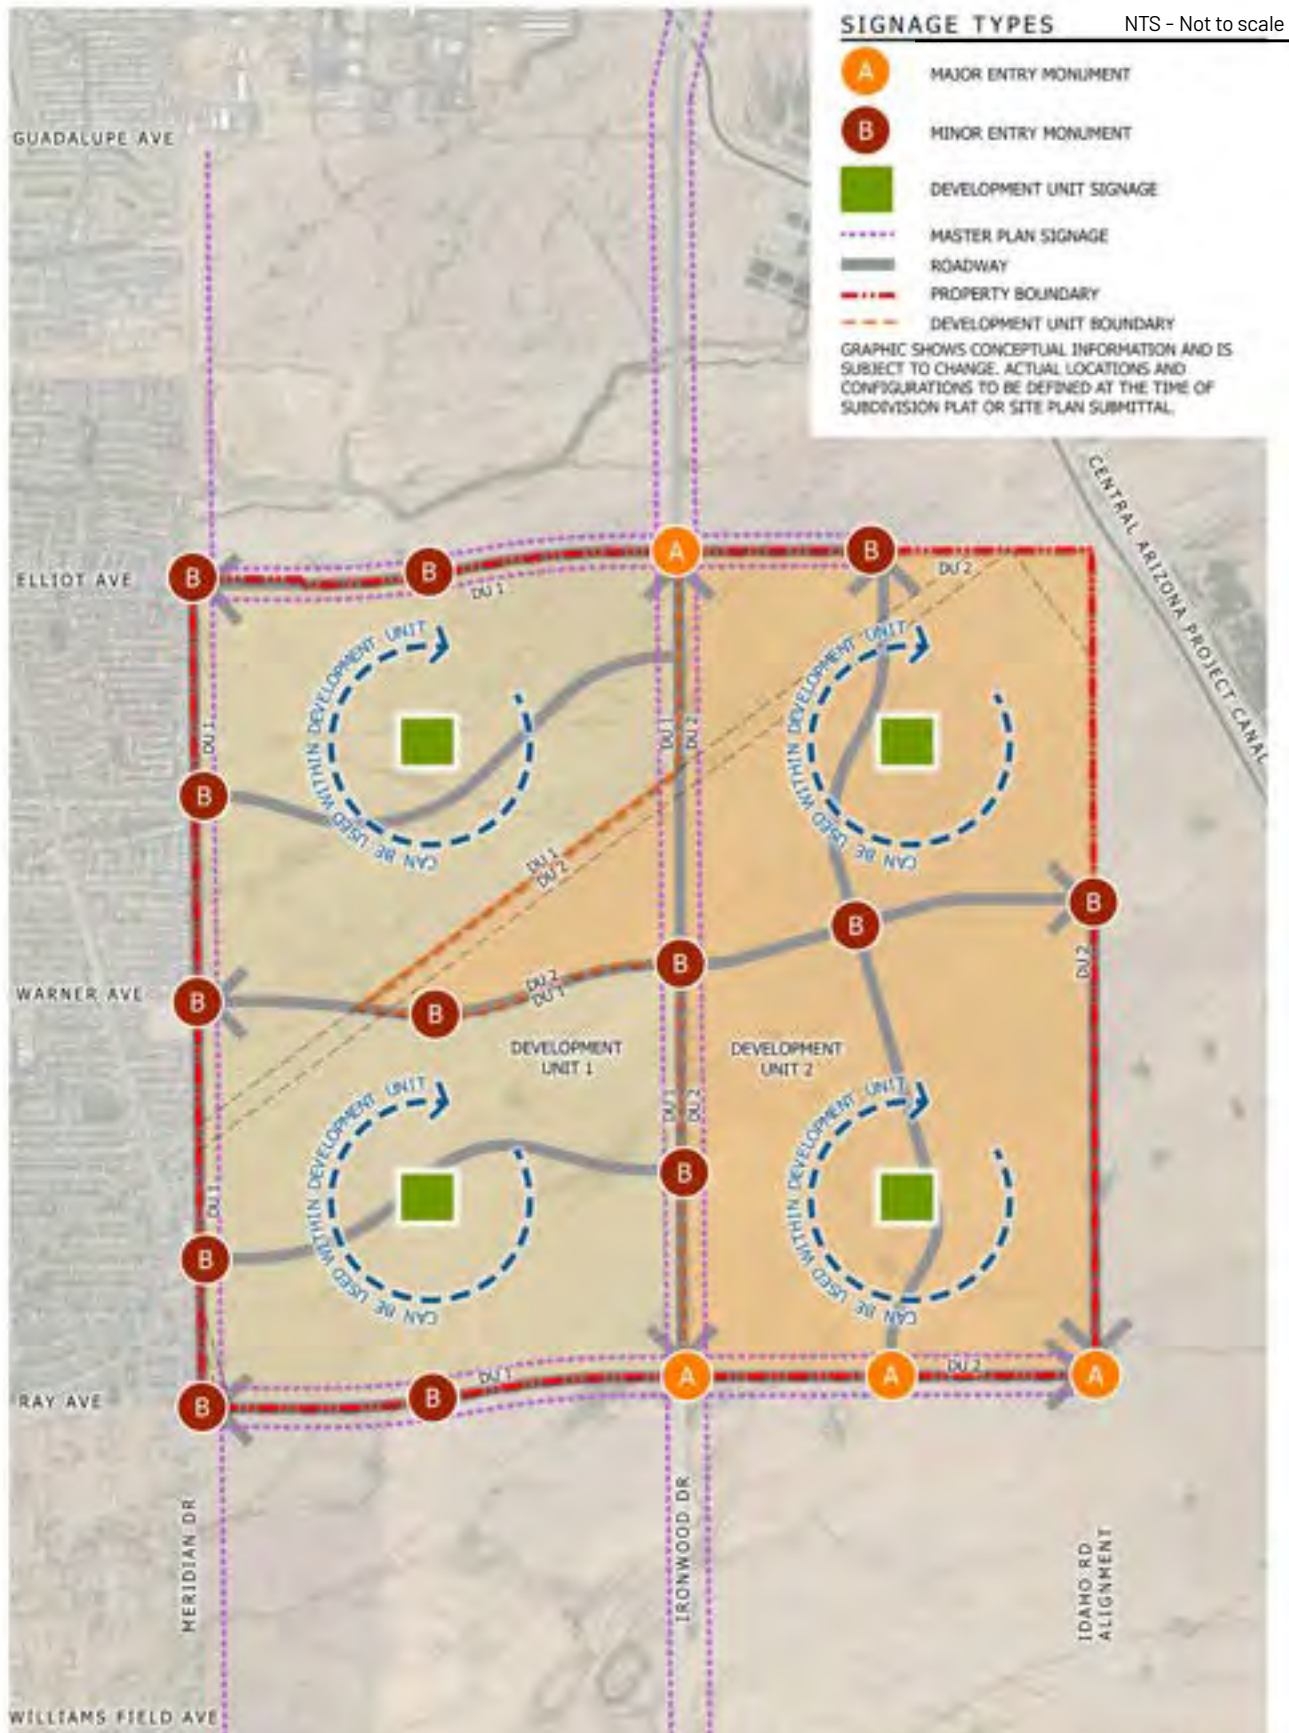 SIGNAGE TYPES NTS - Not to scale
A MAJOR ENTRY MONUMENT
B MINOR ENTRY MONUMENT
DEVELOPMENT UNIT SIGNAGE
MASTER PLAN SIGNAGE
ROADWAY
PROPERTY BOUNDARY
DEVELOPMENT UNIT BOUNDARY
GRAPHIC SHOWS CONCEPTUAL INFORMATION AND IS
SUBJECT TO CHANGE. ACTUAL LOCATIONS AND
CONFIGURATIONS TO BE DEFINED AT THE TIME OF
SUBDIVISION PLAT OR SITE PLAN SUBMITTAL.
GUADALUPE AVE
CENTRAL ARIZONA PROJECT CANAL
A
B
B
B
ELLIOT AVE
DU 2
DU 1
CAN BE USED WITHIN DEVELOPMENT UNIT
CAN BE USED WITHIN DEVELOPMENT UNIT
DU 1
DU 1
DU 2
B
DU 1
DU 2
B
B
B
DU 2
DU 2
DU 1
WARNER AVE
B
B
DEVELOPMENT
UNIT 1
DEVELOPMENT
UNIT 2
CAN BE USED WITHIN DEVELOPMENT UNIT
CAN BE USED WITHIN DEVELOPMENT UNIT
DU 1
DU 2
B
DU 1
B
DU 1
DU 2
A
A
A
RAY AVE
B
B
MERIDIAN DR
IRONWOOD DR
IDAHO RD
ALIGNMENT
WILLIAMS FIELD AVE